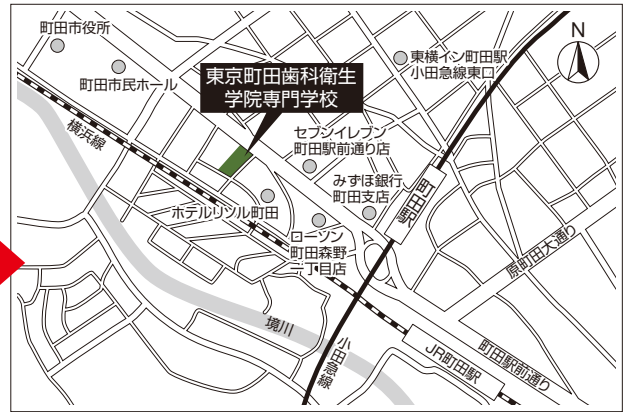 町田市役所
町田市民ホール
東京町田歯科衛生
学院専門学校
東横イン町田駅
小田急線東口
N
横浜線
セブンイレブン
町田駅前通り店
みずほ銀行
町田支店
町田駅
ホテルリソル町田
ローソン
町田森野
一丁目店
原町田大通り
境川
小田急線
JR町田駅
町田駅前通り